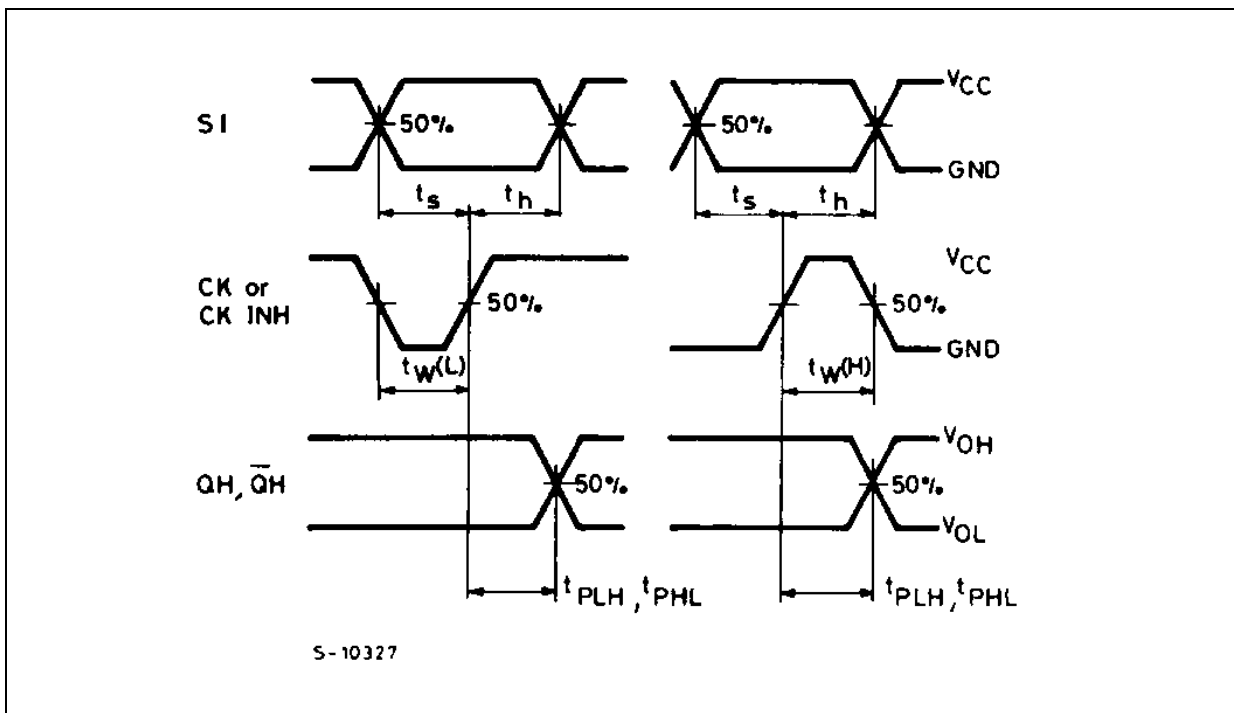 SI 50% 50% VCC
GND
ts th ts th
CK or
CK INH 50% 50% VCC
GND
tW(L) tW(H)
QH, Q̅H 50% 50% VOH
VOL
tPLH, tPHL tPLH, tPHL
S-10327